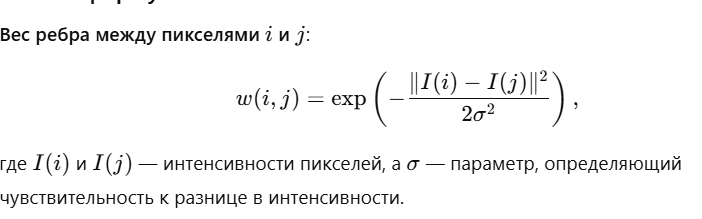 Вес ребра между пикселями i и j:
w(i, j) = exp(−‖I(i) − I(j)‖² / 2σ²),
где I(i) и I(j) — интенсивности пикселей, а σ — параметр, определяющий
чувствительность к разнице в интенсивности.